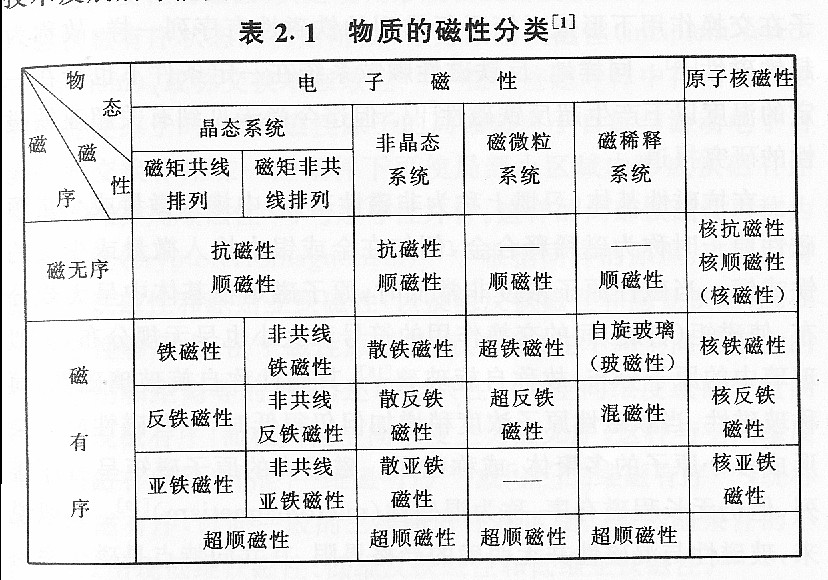 表 2.1 物质的磁性分类[1]
物态
磁性
磁序
电子磁性
原子核磁性
晶态系统
非晶态
系统
磁微粒
系统
磁稀释
系统
磁矩共线
排列
磁矩非共
线排列
磁无序
抗磁性
顺磁性
抗磁性
顺磁性
顺磁性
顺磁性
核抗磁性
核顺磁性
(核磁性)
磁有序
铁磁性
非共线
铁磁性
散铁磁性
超铁磁性
自旋玻璃
(玻磁性)
核铁磁性
反铁磁性
非共线
反铁磁性
散反铁
磁性
超反铁
磁性
混磁性
核反铁
磁性
亚铁磁性
非共线
亚铁磁性
散亚铁
磁性
——
核亚铁
磁性
超顺磁性
超顺磁性
超顺磁性
超顺磁性